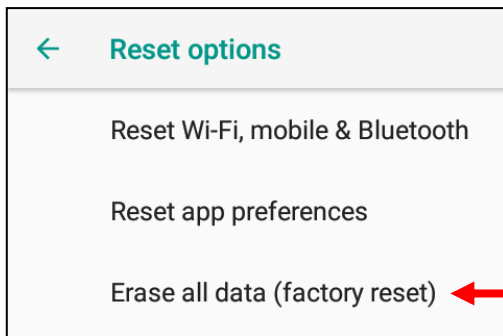 Reset options
Reset Wi-Fi, mobile & Bluetooth
Reset app preferences
Erase all data (factory reset)